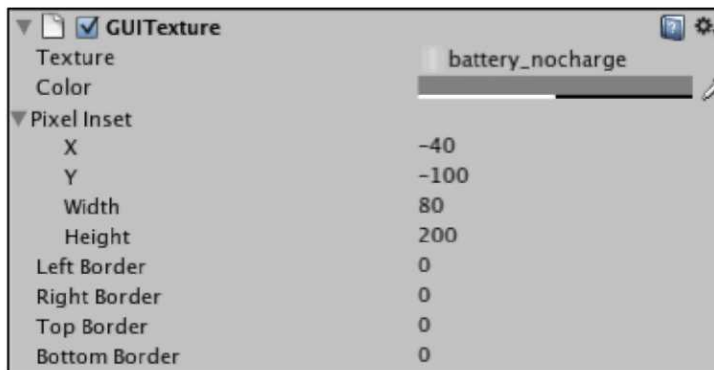 GUITexture
Texture battery_nocharge
Color
Pixel Inset
X -40
Y -100
Width 80
Height 200
Left Border 0
Right Border 0
Top Border 0
Bottom Border 0